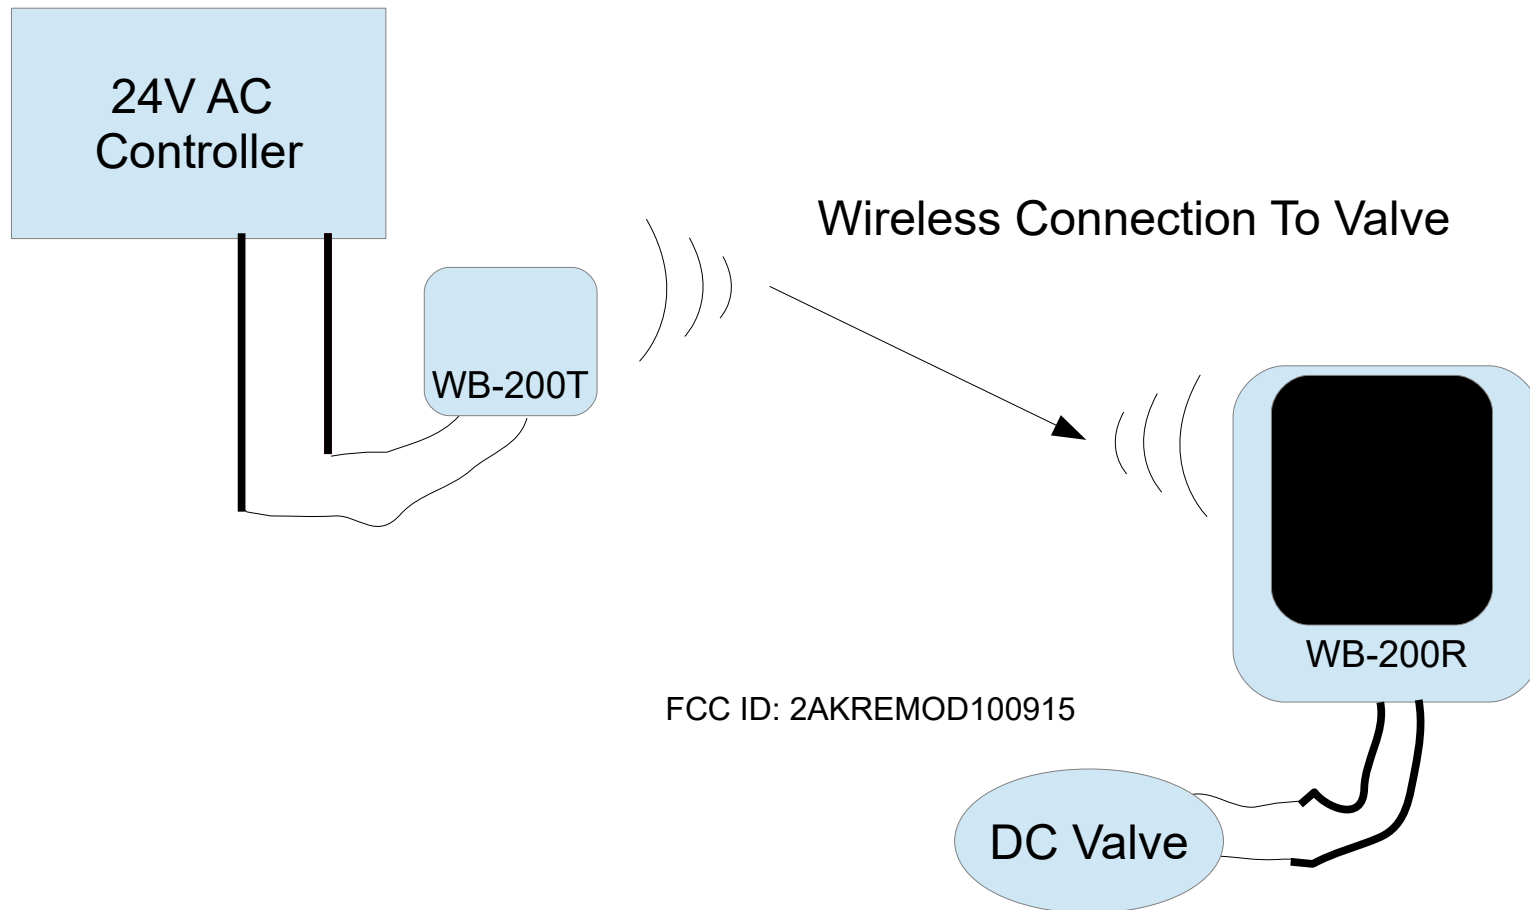 24V AC
Controller
Wireless Connection To Valve
WB-200T
WB-200R
FCC ID: 2AKREMOD100915
DC Valve